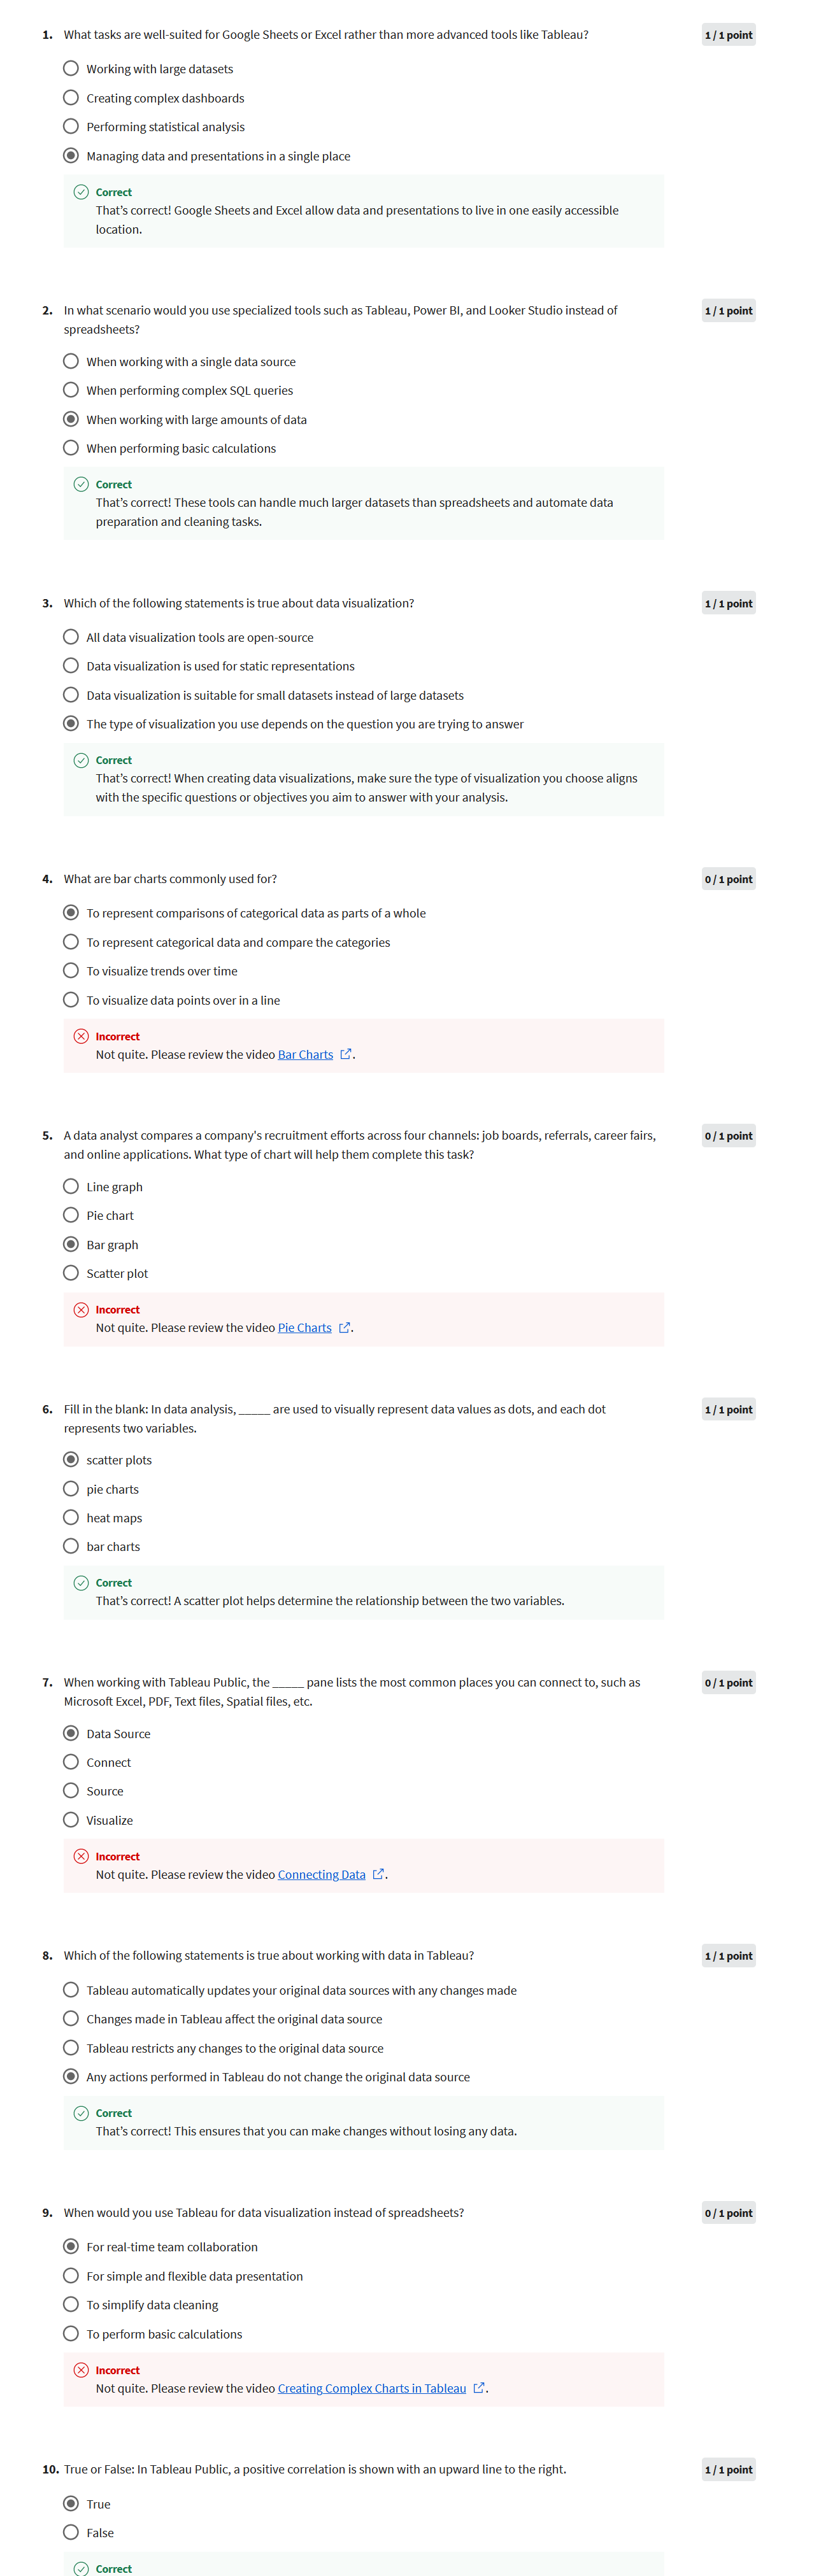 1. What tasks are well-suited for Google Sheets or Excel rather than more advanced tools like Tableau? 1 / 1 point
Working with large datasets
Creating complex dashboards
Performing statistical analysis
Managing data and presentations in a single place
Correct
That’s correct! Google Sheets and Excel allow data and presentations to live in one easily accessible
location.
2. In what scenario would you use specialized tools such as Tableau, Power BI, and Looker Studio instead of 1 / 1 point
spreadsheets?
When working with a single data source
When performing complex SQL queries
When working with large amounts of data
When performing basic calculations
Correct
That’s correct! These tools can handle much larger datasets than spreadsheets and automate data
preparation and cleaning tasks.
3. Which of the following statements is true about data visualization? 1 / 1 point
All data visualization tools are open-source
Data visualization is used for static representations
Data visualization is suitable for small datasets instead of large datasets
The type of visualization you use depends on the question you are trying to answer
Correct
That’s correct! When creating data visualizations, make sure the type of visualization you choose aligns
with the specific questions or objectives you aim to answer with your analysis.
4. What are bar charts commonly used for? 0 / 1 point
To represent comparisons of categorical data as parts of a whole
To represent categorical data and compare the categories
To visualize trends over time
To visualize data points over in a line
Incorrect
Not quite. Please review the video Bar Charts.
5. A data analyst compares a company's recruitment efforts across four channels: job boards, referrals, career fairs, 0 / 1 point
and online applications. What type of chart will help them complete this task?
Line graph
Pie chart
Bar graph
Scatter plot
Incorrect
Not quite. Please review the video Pie Charts.
6. Fill in the blank: In data analysis, _____ are used to visually represent data values as dots, and each dot 1 / 1 point
represents two variables.
scatter plots
pie charts
heat maps
bar charts
Correct
That’s correct! A scatter plot helps determine the relationship between the two variables.
7. When working with Tableau Public, the _____ pane lists the most common places you can connect to, such as 0 / 1 point
Microsoft Excel, PDF, Text files, Spatial files, etc.
Data Source
Connect
Source
Visualize
Incorrect
Not quite. Please review the video Connecting Data.
8. Which of the following statements is true about working with data in Tableau? 1 / 1 point
Tableau automatically updates your original data sources with any changes made
Changes made in Tableau affect the original data source
Tableau restricts any changes to the original data source
Any actions performed in Tableau do not change the original data source
Correct
That’s correct! This ensures that you can make changes without losing any data.
9. When would you use Tableau for data visualization instead of spreadsheets? 0 / 1 point
For real-time team collaboration
For simple and flexible data presentation
To simplify data cleaning
To perform basic calculations
Incorrect
Not quite. Please review the video Creating Complex Charts in Tableau.
10. True or False: In Tableau Public, a positive correlation is shown with an upward line to the right. 1 / 1 point
True
False
Correct